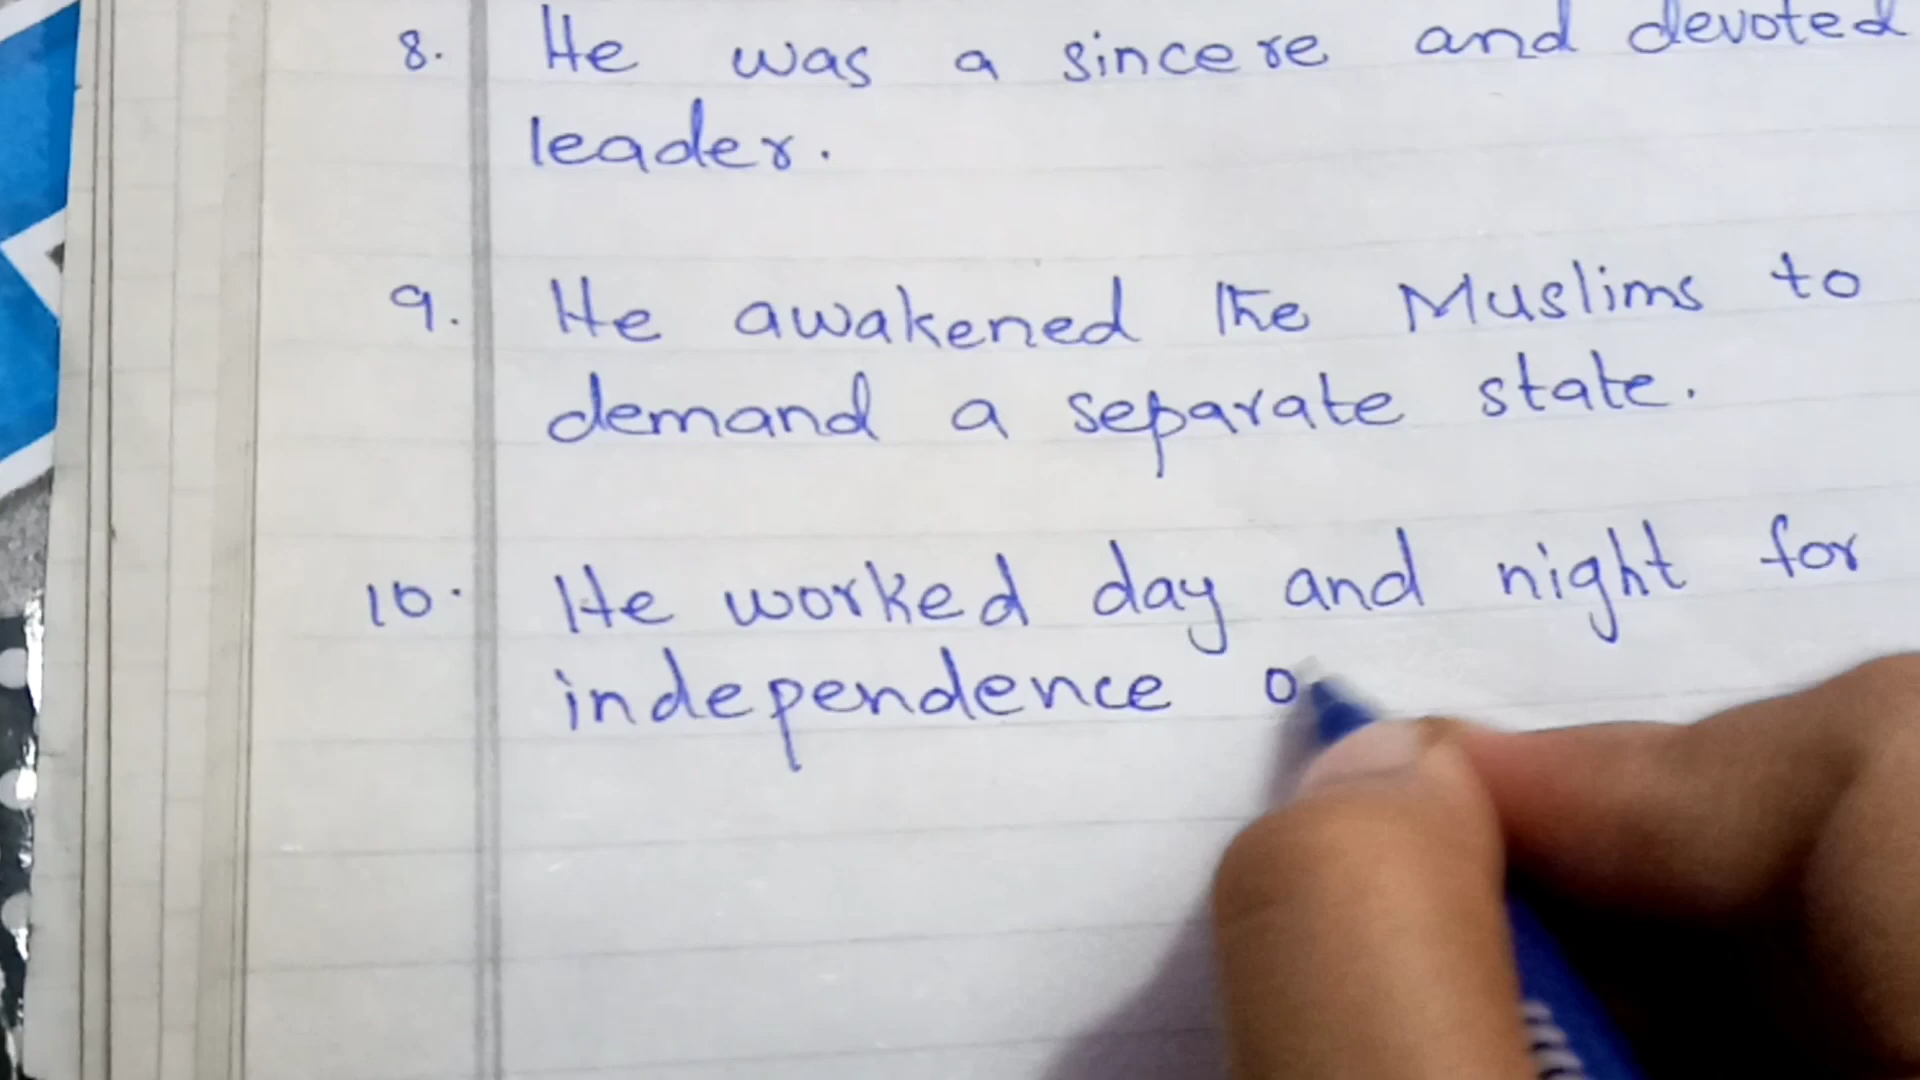 8. He was a sincere and devoted
leader.
9. He awakened the Muslims to
demand a separate state.
10. He worked day and night for
independence o